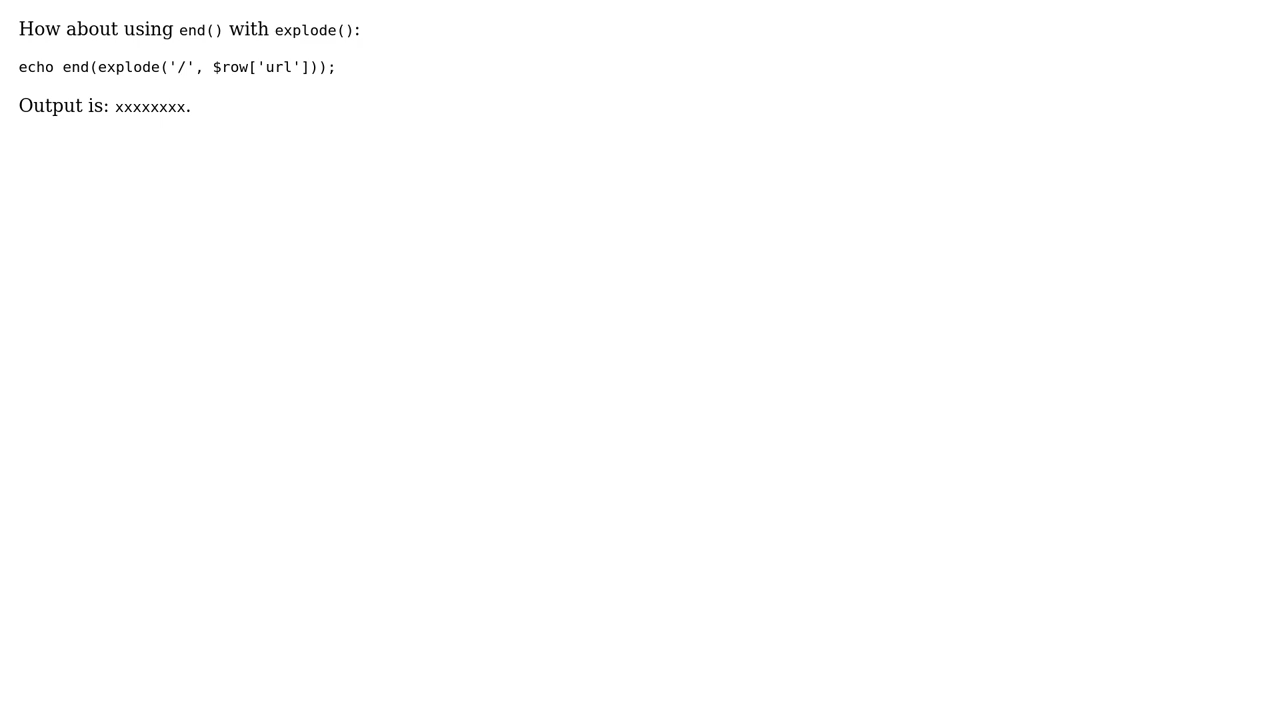 How about using end() with explode():
echo end(explode('/', $row['url']));
Output is: xxxxxxxx.